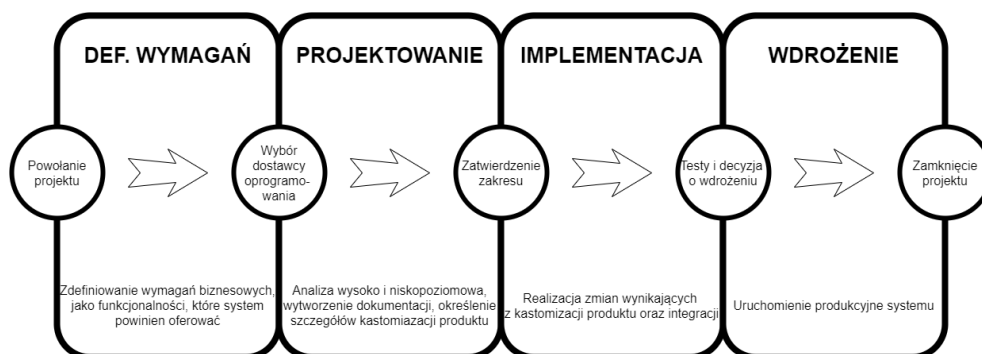 DEF. WYMAGAŃ
PROJEKTOWANIE
IMPLEMENTACJA
WDROŻENIE
Powołanie
projektu
Wybór
dostawcy
oprogramo-
wania
Zatwierdzenie
zakresu
Testy i decyzja
o wdrożeniu
Zamknięcie
projektu
Zdefiniowanie wymagań biznesowych,
jako funkcjonalności, które system
powinien oferować
Analiza wysoko i niskopoziomowa,
wytworzenie dokumentacji, określenie
szczegółów kastomiazacji produktu
Realizacja zmian wynikających
z kastomizacji produktu oraz integracji
Uruchomienie produkcyjne systemu